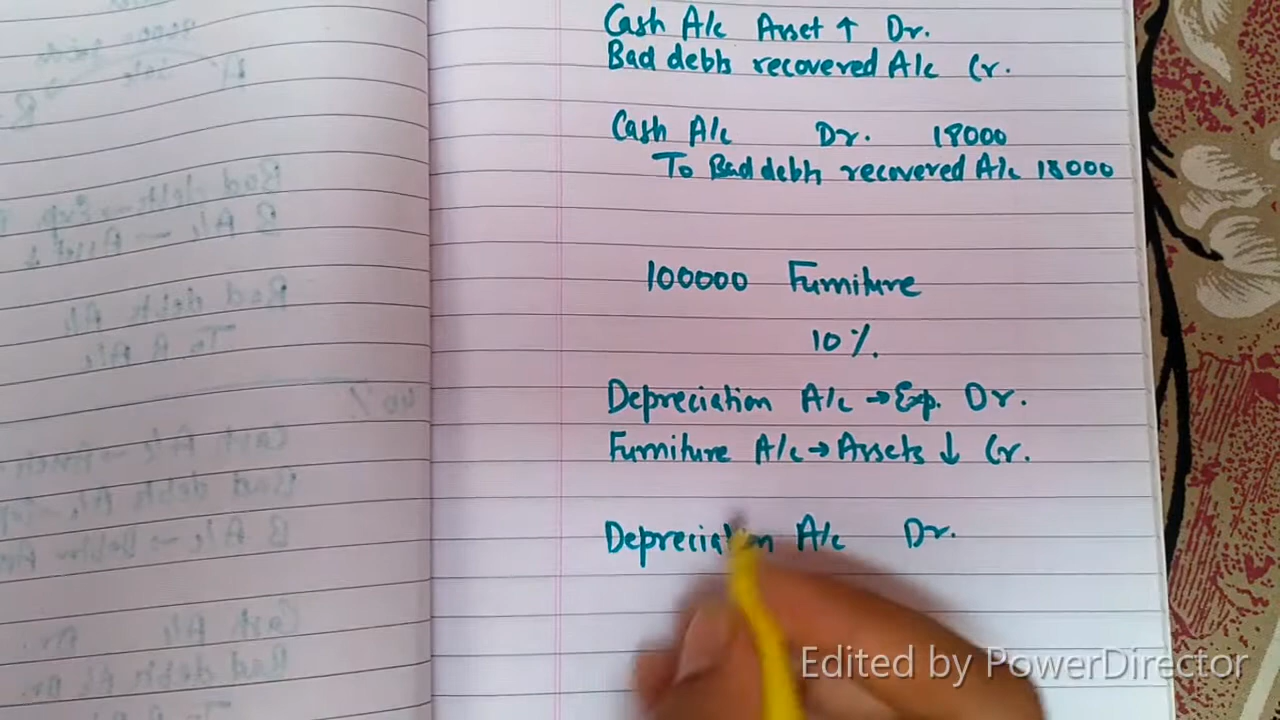 Cash A/c Asset ↑ Dr.
Bad debts recovered A/c Cr.
Cash A/c Dr. 18000
To Bad debts recovered A/c 18000
100000 Furniture
10%.
Depreciation A/c → Exp. Dr.
Furniture A/c → Assets ↓ Cr.
Depreciation A/c Dr.
Edited by PowerDirector